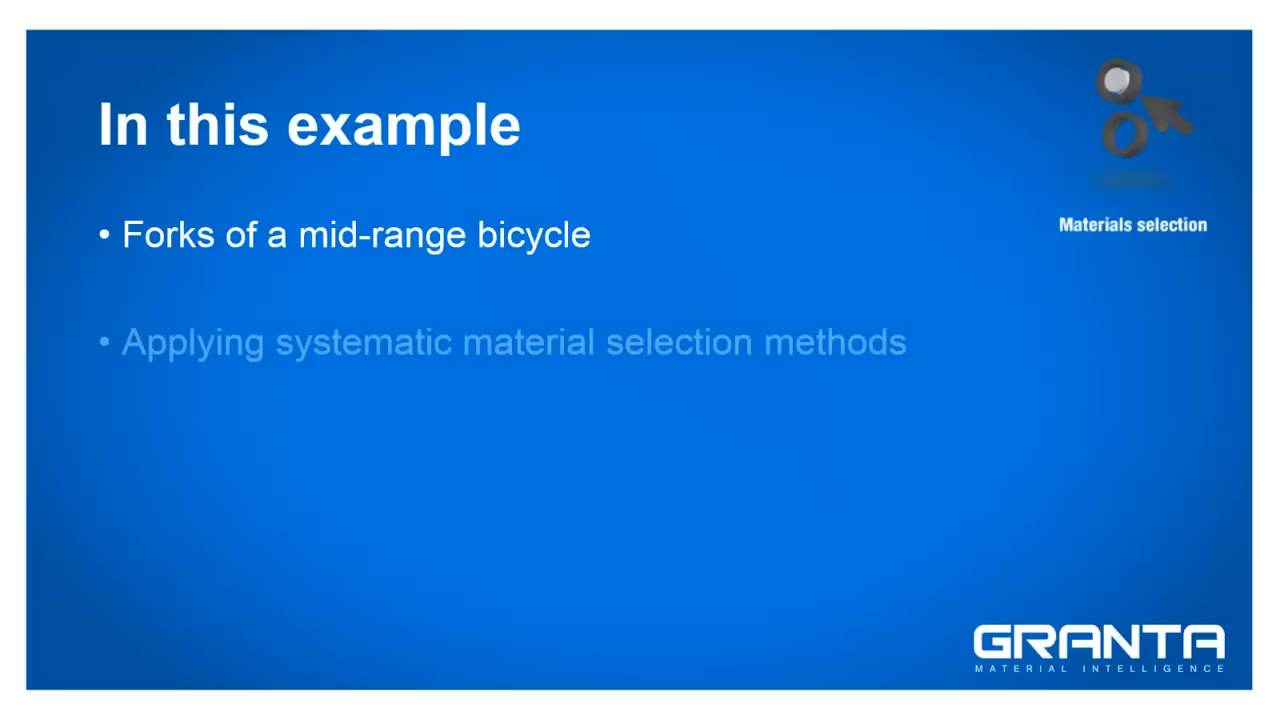 In this example
• Forks of a mid-range bicycle
Materials selection
• Applying systematic material selection methods
GRANTA
MATERIAL INTELLIGENCE